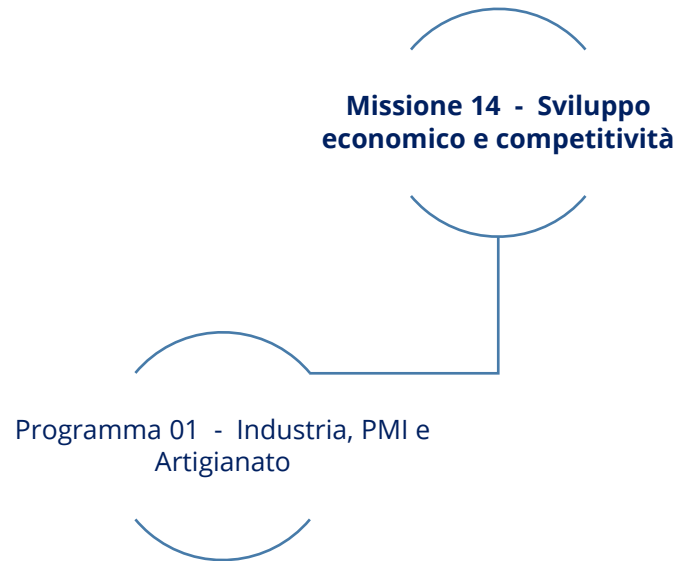 Missione 14 - Sviluppo
economico e competitività
Programma 01 - Industria, PMI e
Artigianato